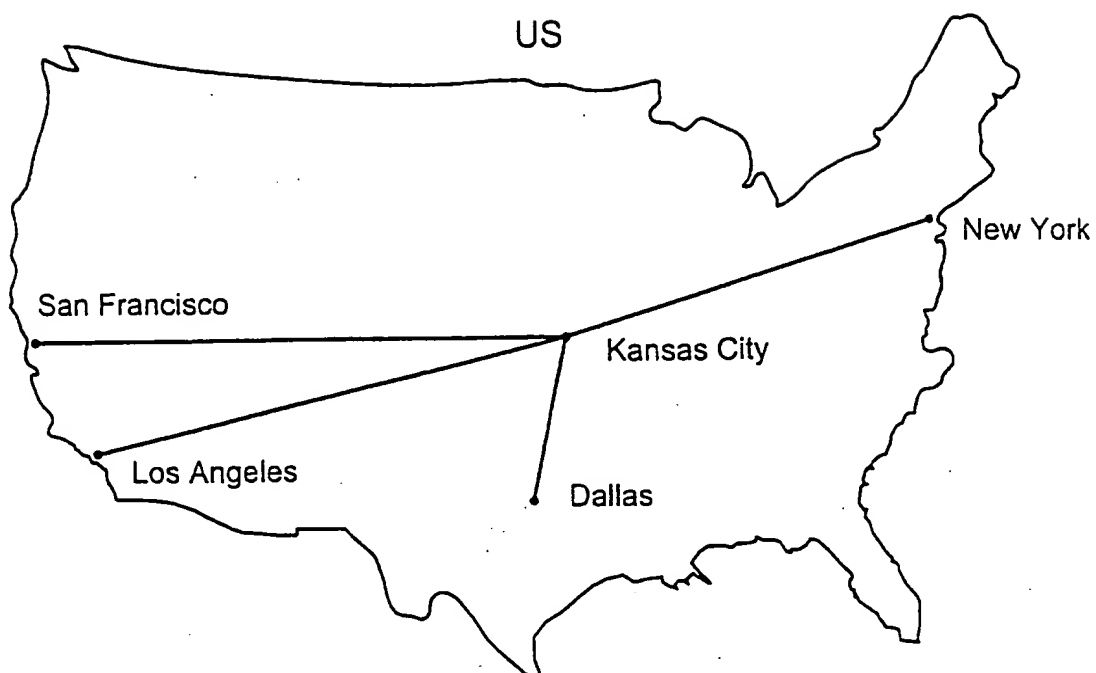 US
New York
San Francisco
Kansas City
Los Angeles
Dallas